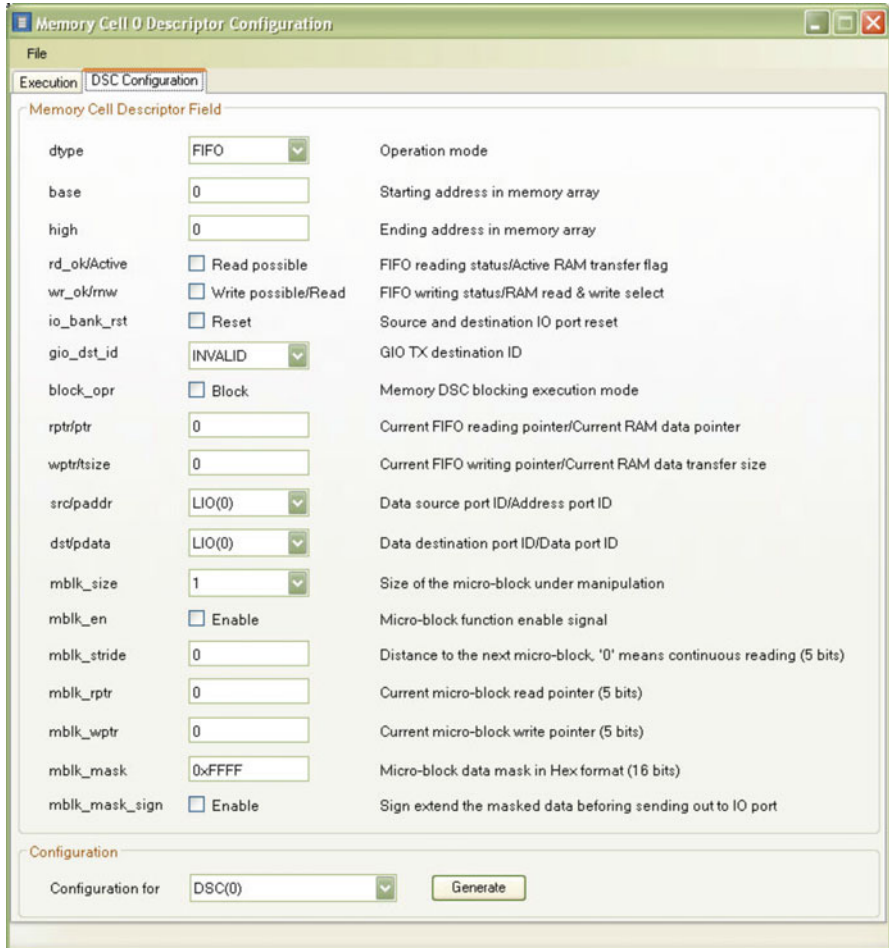 Memory Cell 0 Descriptor Configuration
File
Execution DSC Configuration
Memory Cell Descriptor Field
dtype FIFO Operation mode
base 0 Starting address in memory array
high 0 Ending address in memory array
rd_ok/Active Read possible FIFO reading status/Active RAM transfer flag
wr_ok/rnw Write possible/Read FIFO writing status/RAM read & write select
io_bank_rst Reset Source and destination IO port reset
gio_dst_id INVALID GIO TX destination ID
block_opr Block Memory DSC blocking execution mode
rptr/ptr 0 Current FIFO reading pointer/Current RAM data pointer
wptr/tsize 0 Current FIFO writing pointer/Current RAM data transfer size
src/paddr LIO(0) Data source port ID/Address port ID
dst/pdata LIO(0) Data destination port ID/Data port ID
mblk_size 1 Size of the micro-block under manipulation
mblk_en Enable Micro-block function enable signal
mblk_stride 0 Distance to the next micro-block, '0' means continuous reading (5 bits)
mblk_rptr 0 Current micro-block read pointer (5 bits)
mblk_wptr 0 Current micro-block write pointer (5 bits)
mblk_mask 0xFFFF Micro-block data mask in Hex format (16 bits)
mblk_mask_sign Enable Sign extend the masked data beforing sending out to IO port
Configuration
Configuration for DSC(0) Generate